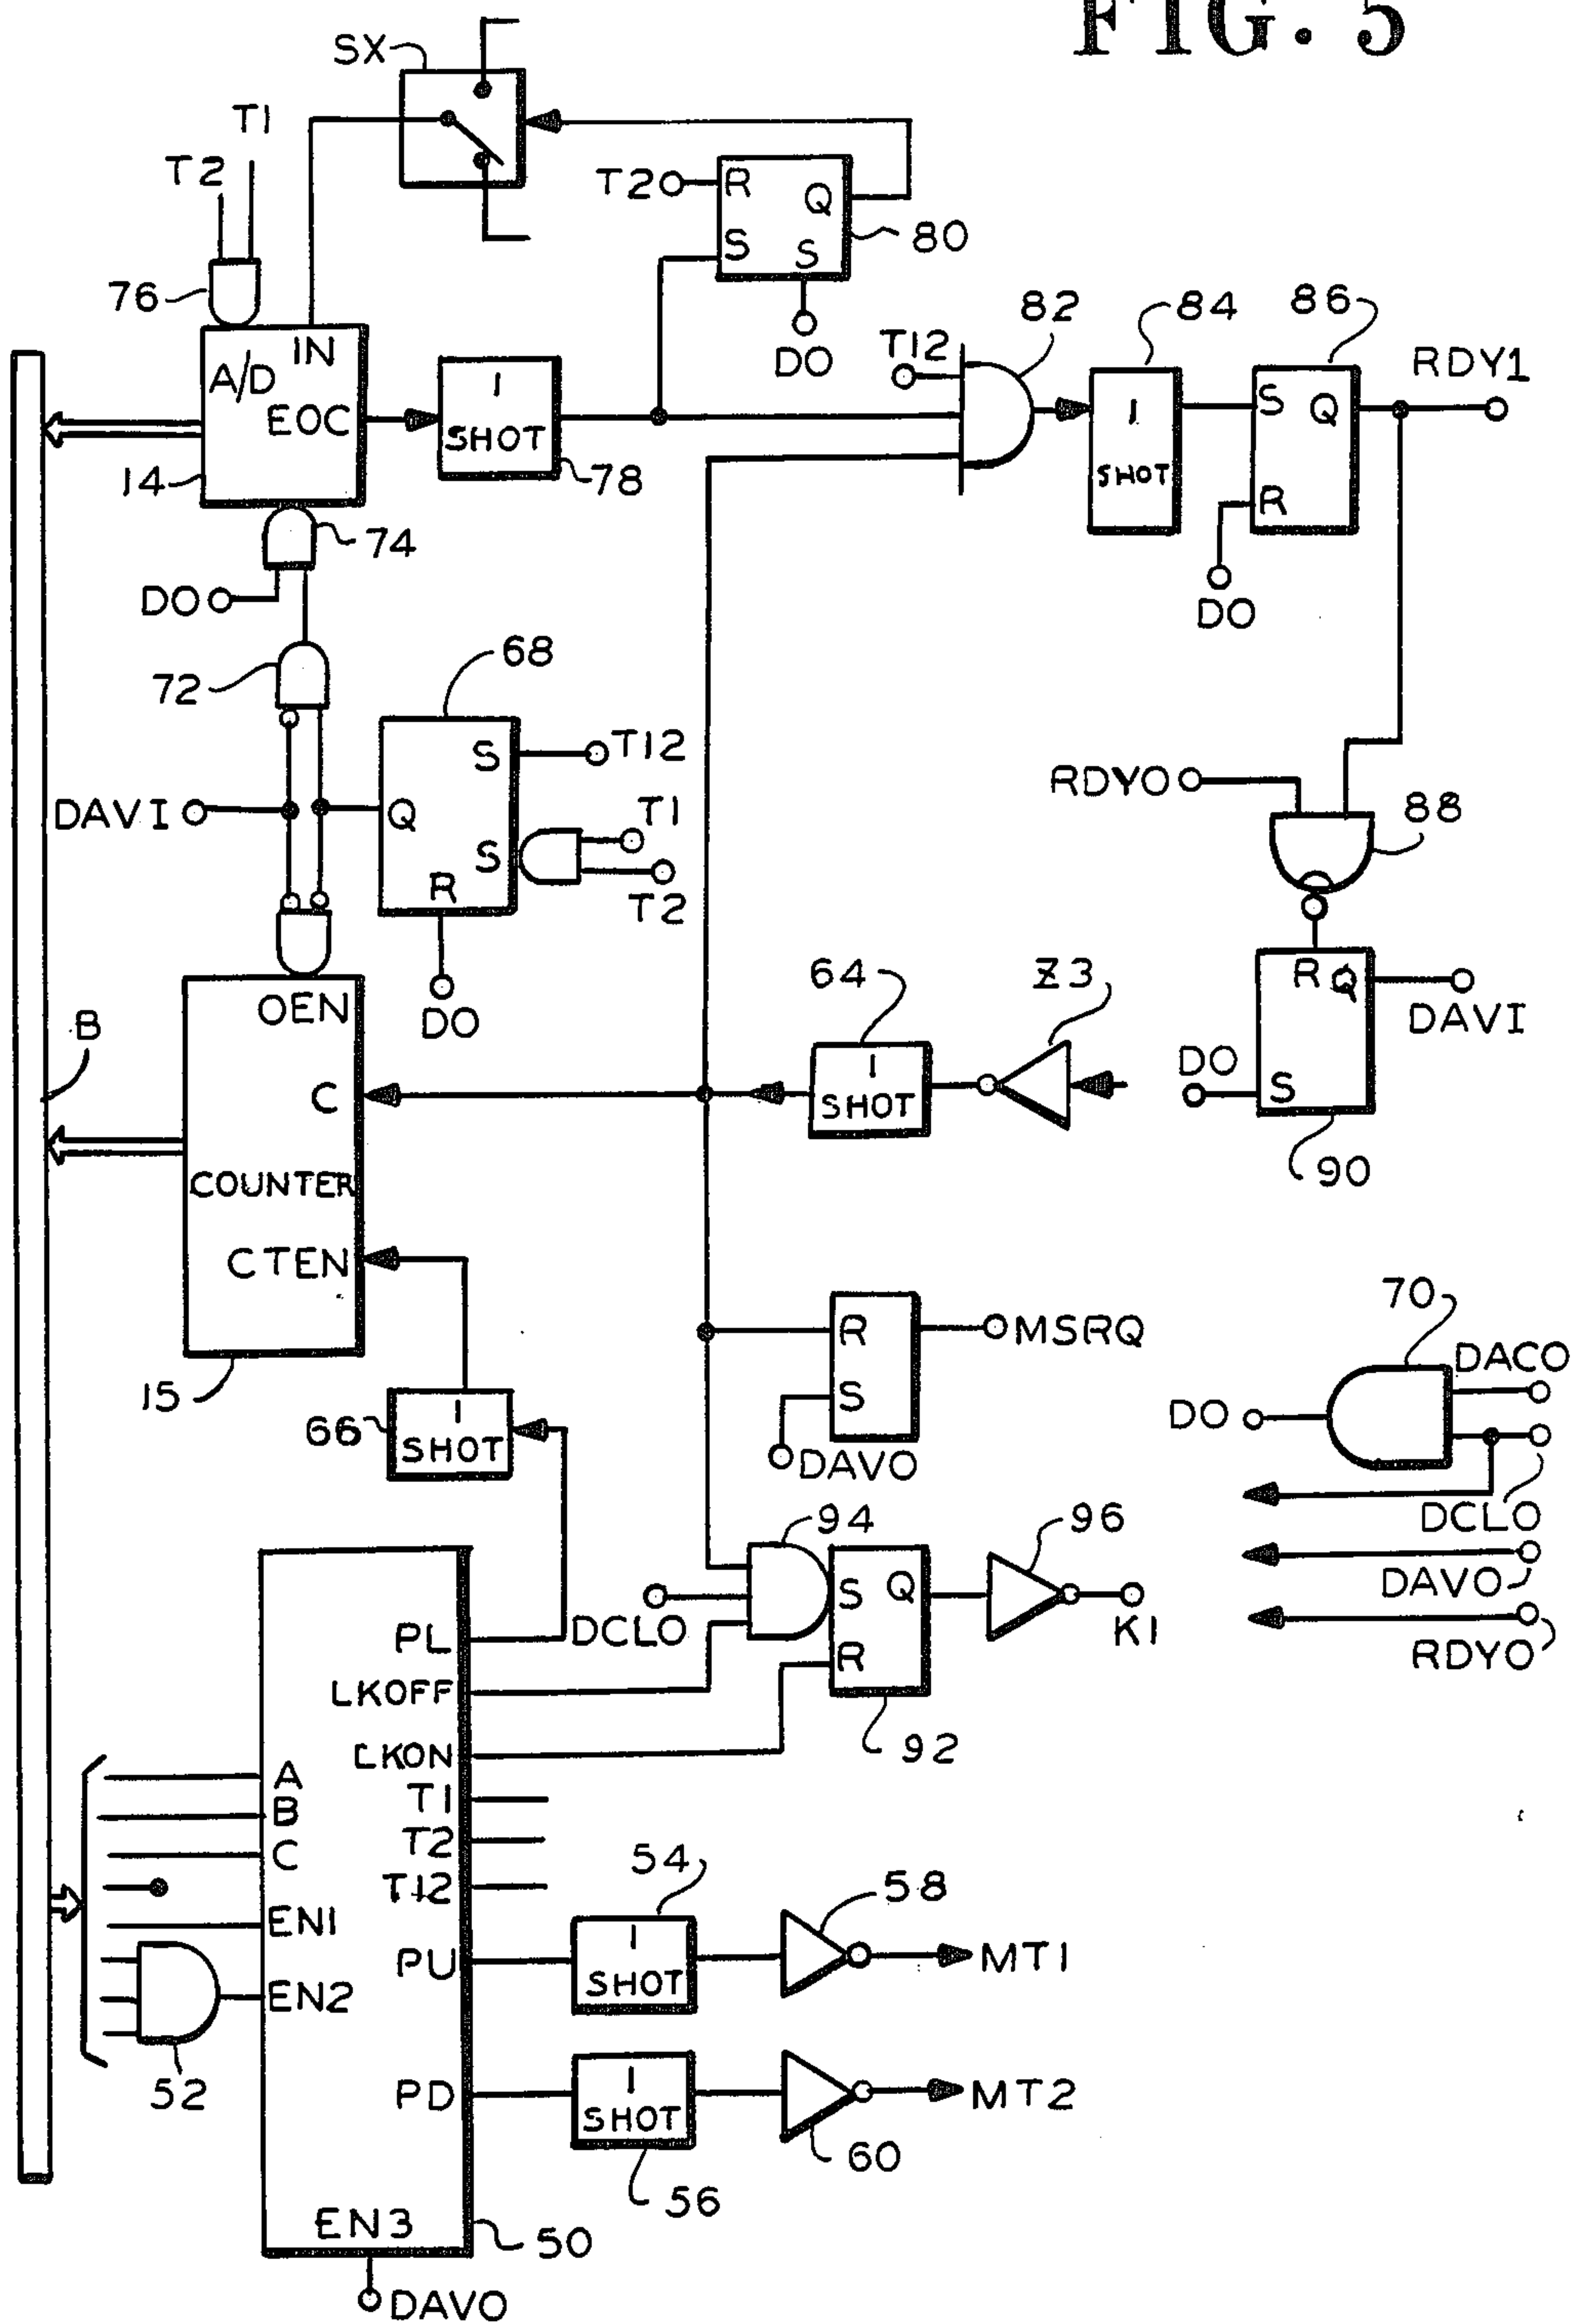 FIG. 5
SX
T1
T2
T2
R
Q
S
S
80
DO
76
IN
A/D
EOC
14
1
SHOT
78
T12
82
84
1
SHOT
86
S
Q
R
RDY1
DO
74
DO
72
68
S
T12
Q
T1
S
R
T2
DAVI
DO
RDYO
88
R
Q
DAVI
DO
S
90
B
OEN
C
COUNTER
CTEN
15
64
1
SHOT
Z3
R
MSRQ
S
DAVO
66
1
SHOT
70
DACO
DO
DCLO
DAVO
RDYO
94
96
S
Q
R
DCLO
K1
92
PL
LKOFF
LKON
A
B
C
T1
T2
T12
EN1
PU
EN2
52
PD
EN3
50
DAVO
54
1
SHOT
58
MT1
1
SHOT
56
60
MT2